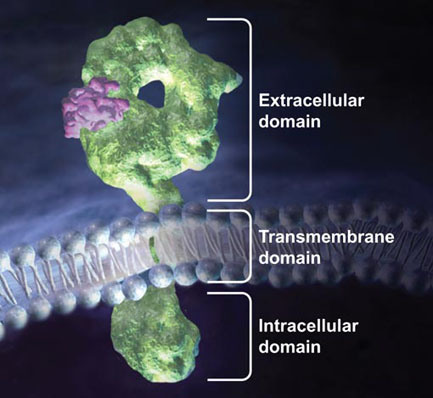 Extracellular
domain
Transmembrane
domain
Intracellular
domain